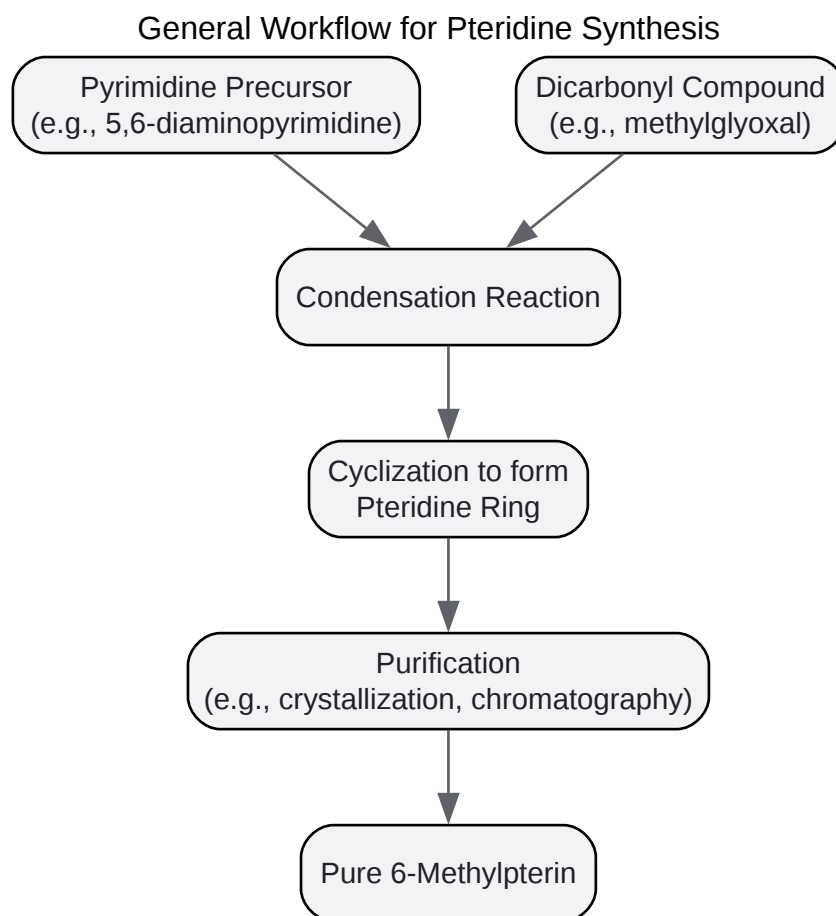 General Workflow for Pteridine Synthesis
Pyrimidine Precursor
(e.g., 5,6-diaminopyrimidine)
Dicarbonyl Compound
(e.g., methylglyoxal)
Condensation Reaction
Cyclization to form
Pteridine Ring
Purification
(e.g., crystallization, chromatography)
Pure 6-Methylpterin